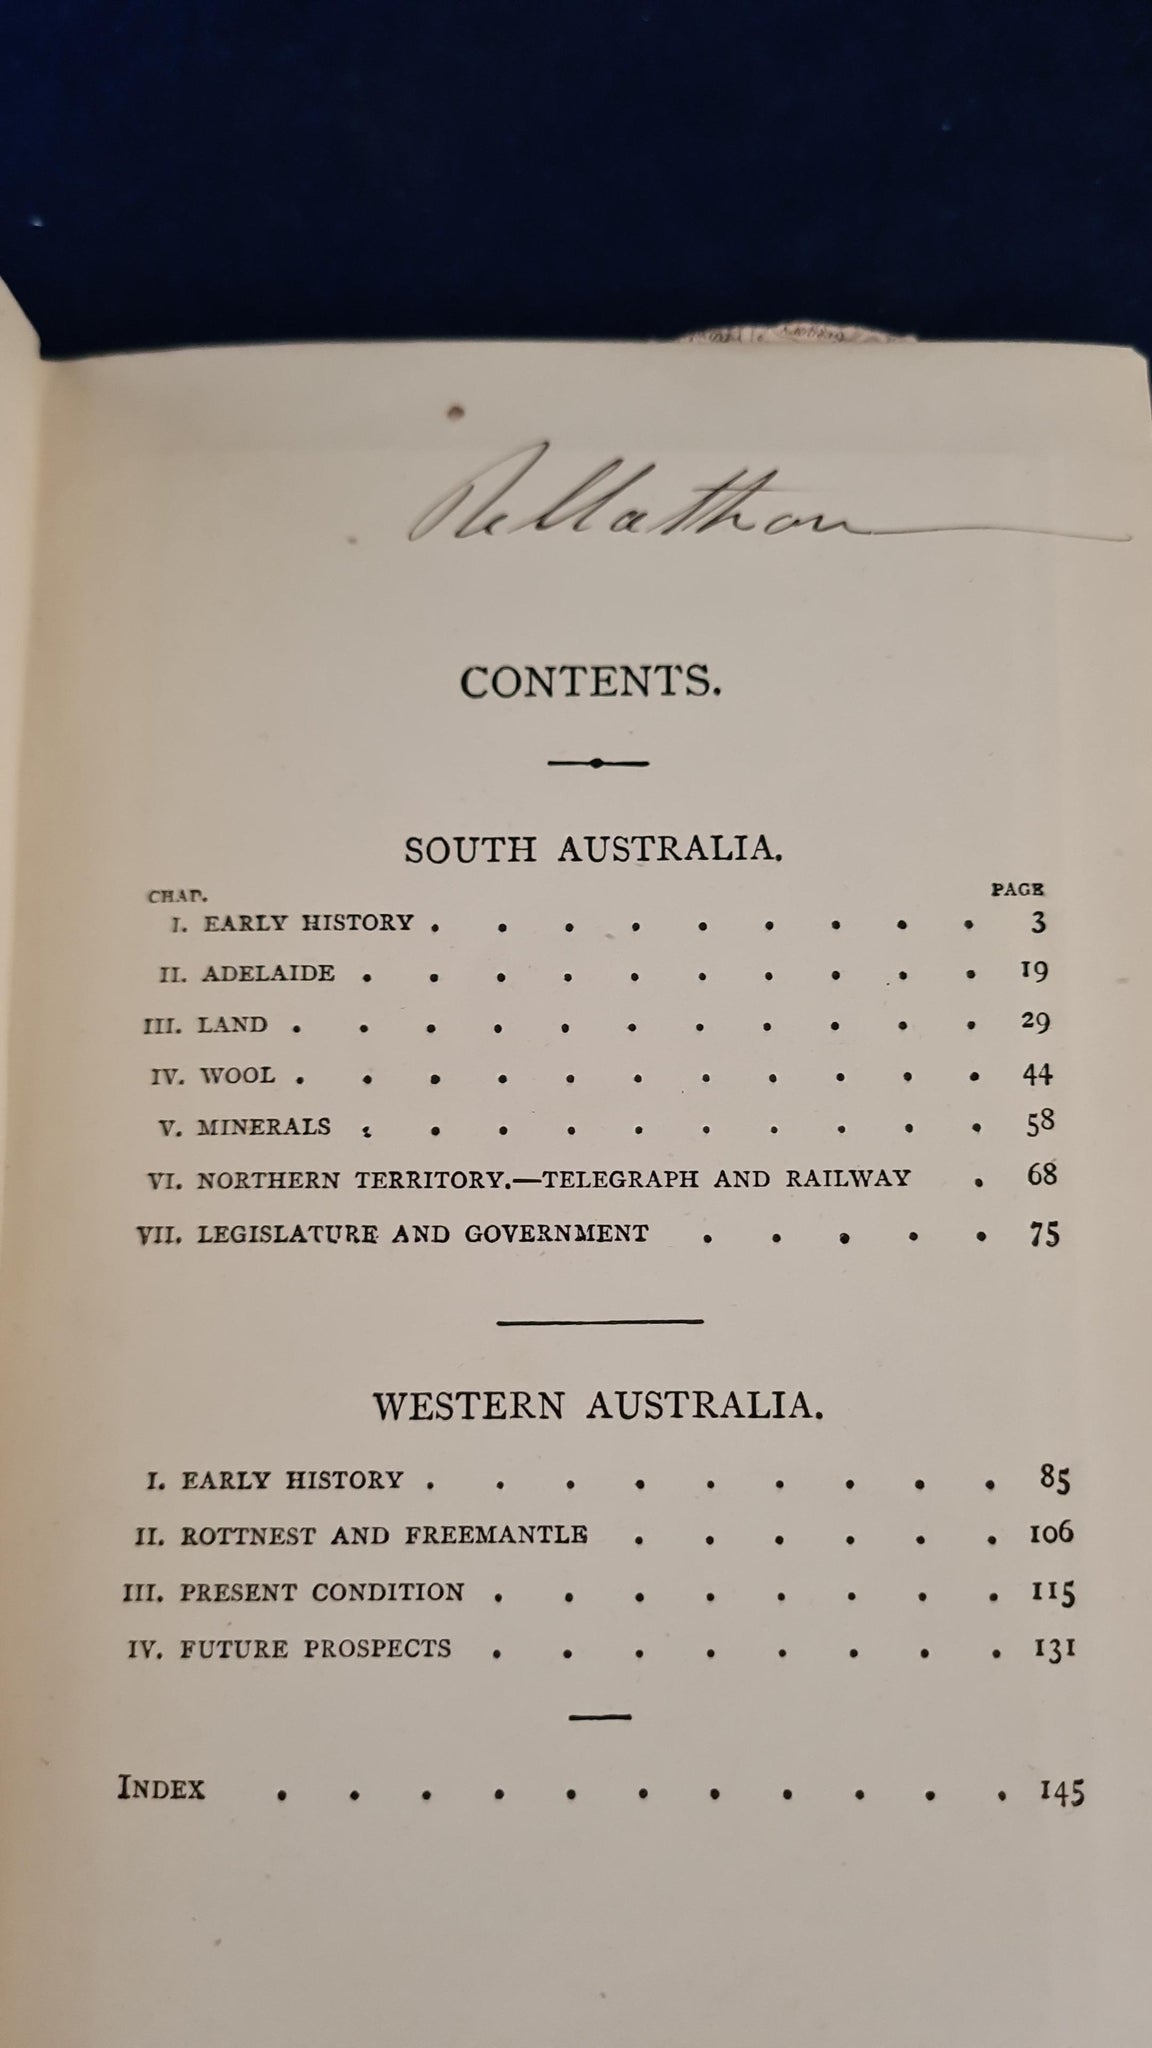 CONTENTS.
SOUTH AUSTRALIA.
CHAP. PAGE
I. EARLY HISTORY . . . . . . . . . 3
II. ADELAIDE . . . . . . . . . . 19
III. LAND . . . . . . . . . . . 29
IV. WOOL . . . . . . . . . . . 44
V. MINERALS . . . . . . . . . . 58
VI. NORTHERN TERRITORY.—TELEGRAPH AND RAILWAY . 68
VII. LEGISLATURE AND GOVERNMENT . . . . . 75
WESTERN AUSTRALIA.
I. EARLY HISTORY . . . . . . . . . 85
II. ROTTNEST AND FREEMANTLE . . . . . . 106
III. PRESENT CONDITION . . . . . . . . 115
IV. FUTURE PROSPECTS . . . . . . . . 131
INDEX . . . . . . . . . . . 145